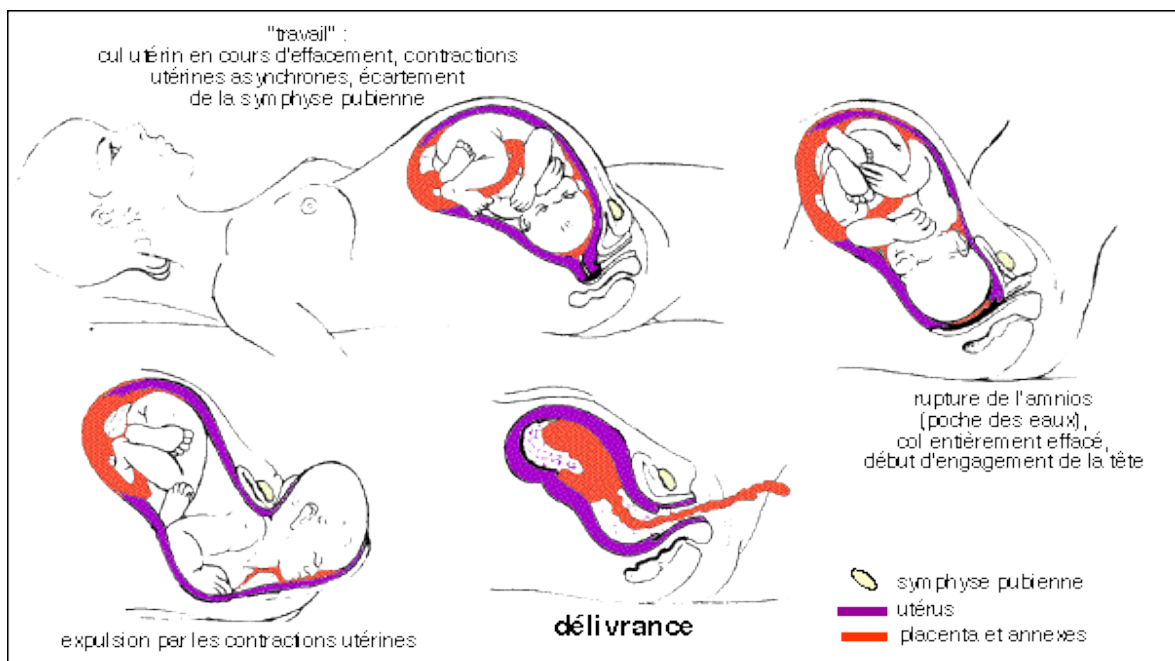 "travail" :
cul utérin en cours d'effacement, contractions
utérines asynchrones, écartement
de la symphyse pubienne
rupture de l'amnios
(poche des eaux),
col entièrement effacé,
début d'engagement de la tête
expulsion par les contractions utérines
délivrance
symphyse pubienne
utérus
placenta et annexes